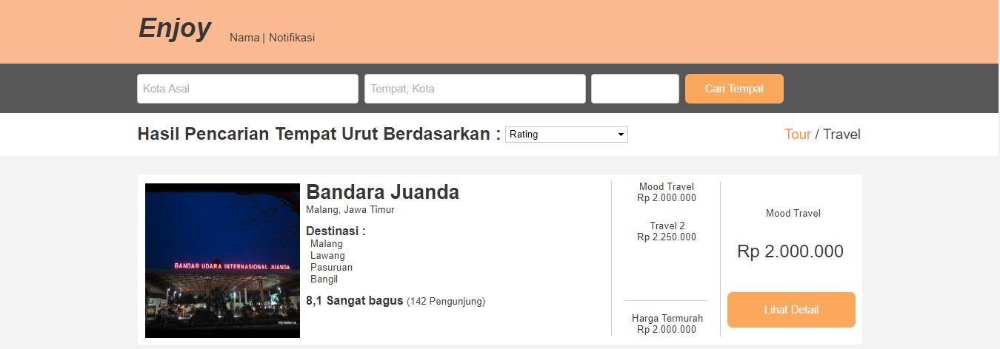 Enjoy
Nama | Notifikasi
Kota Asal
Tempat, Kota
Cari Tempat
Hasil Pencarian Tempat Urut Berdasarkan :
Rating
Tour / Travel
BANDAR UDARA INTERNASIONAL JUANDA
Bandara Juanda
Malang, Jawa Timur
Destinasi :
Malang
Lawang
Pasuruan
Bangil
8,1 Sangat bagus (142 Pengunjung)
Mood Travel
Rp 2.000.000
Travel 2
Rp 2.250.000
Harga Termurah
Rp 2.000.000
Mood Travel
Rp 2.000.000
Lihat Detail